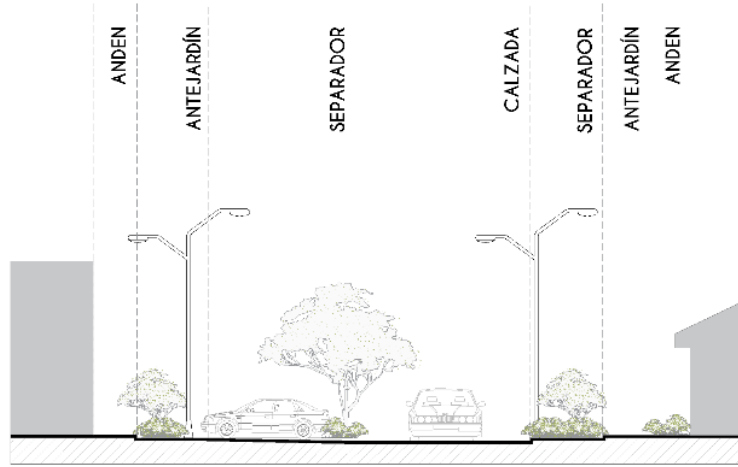 ANDEN
ANTEJARDÍN
SEPARADOR
CALZADA
SEPARADOR
ANTEJARDÍN
ANDEN